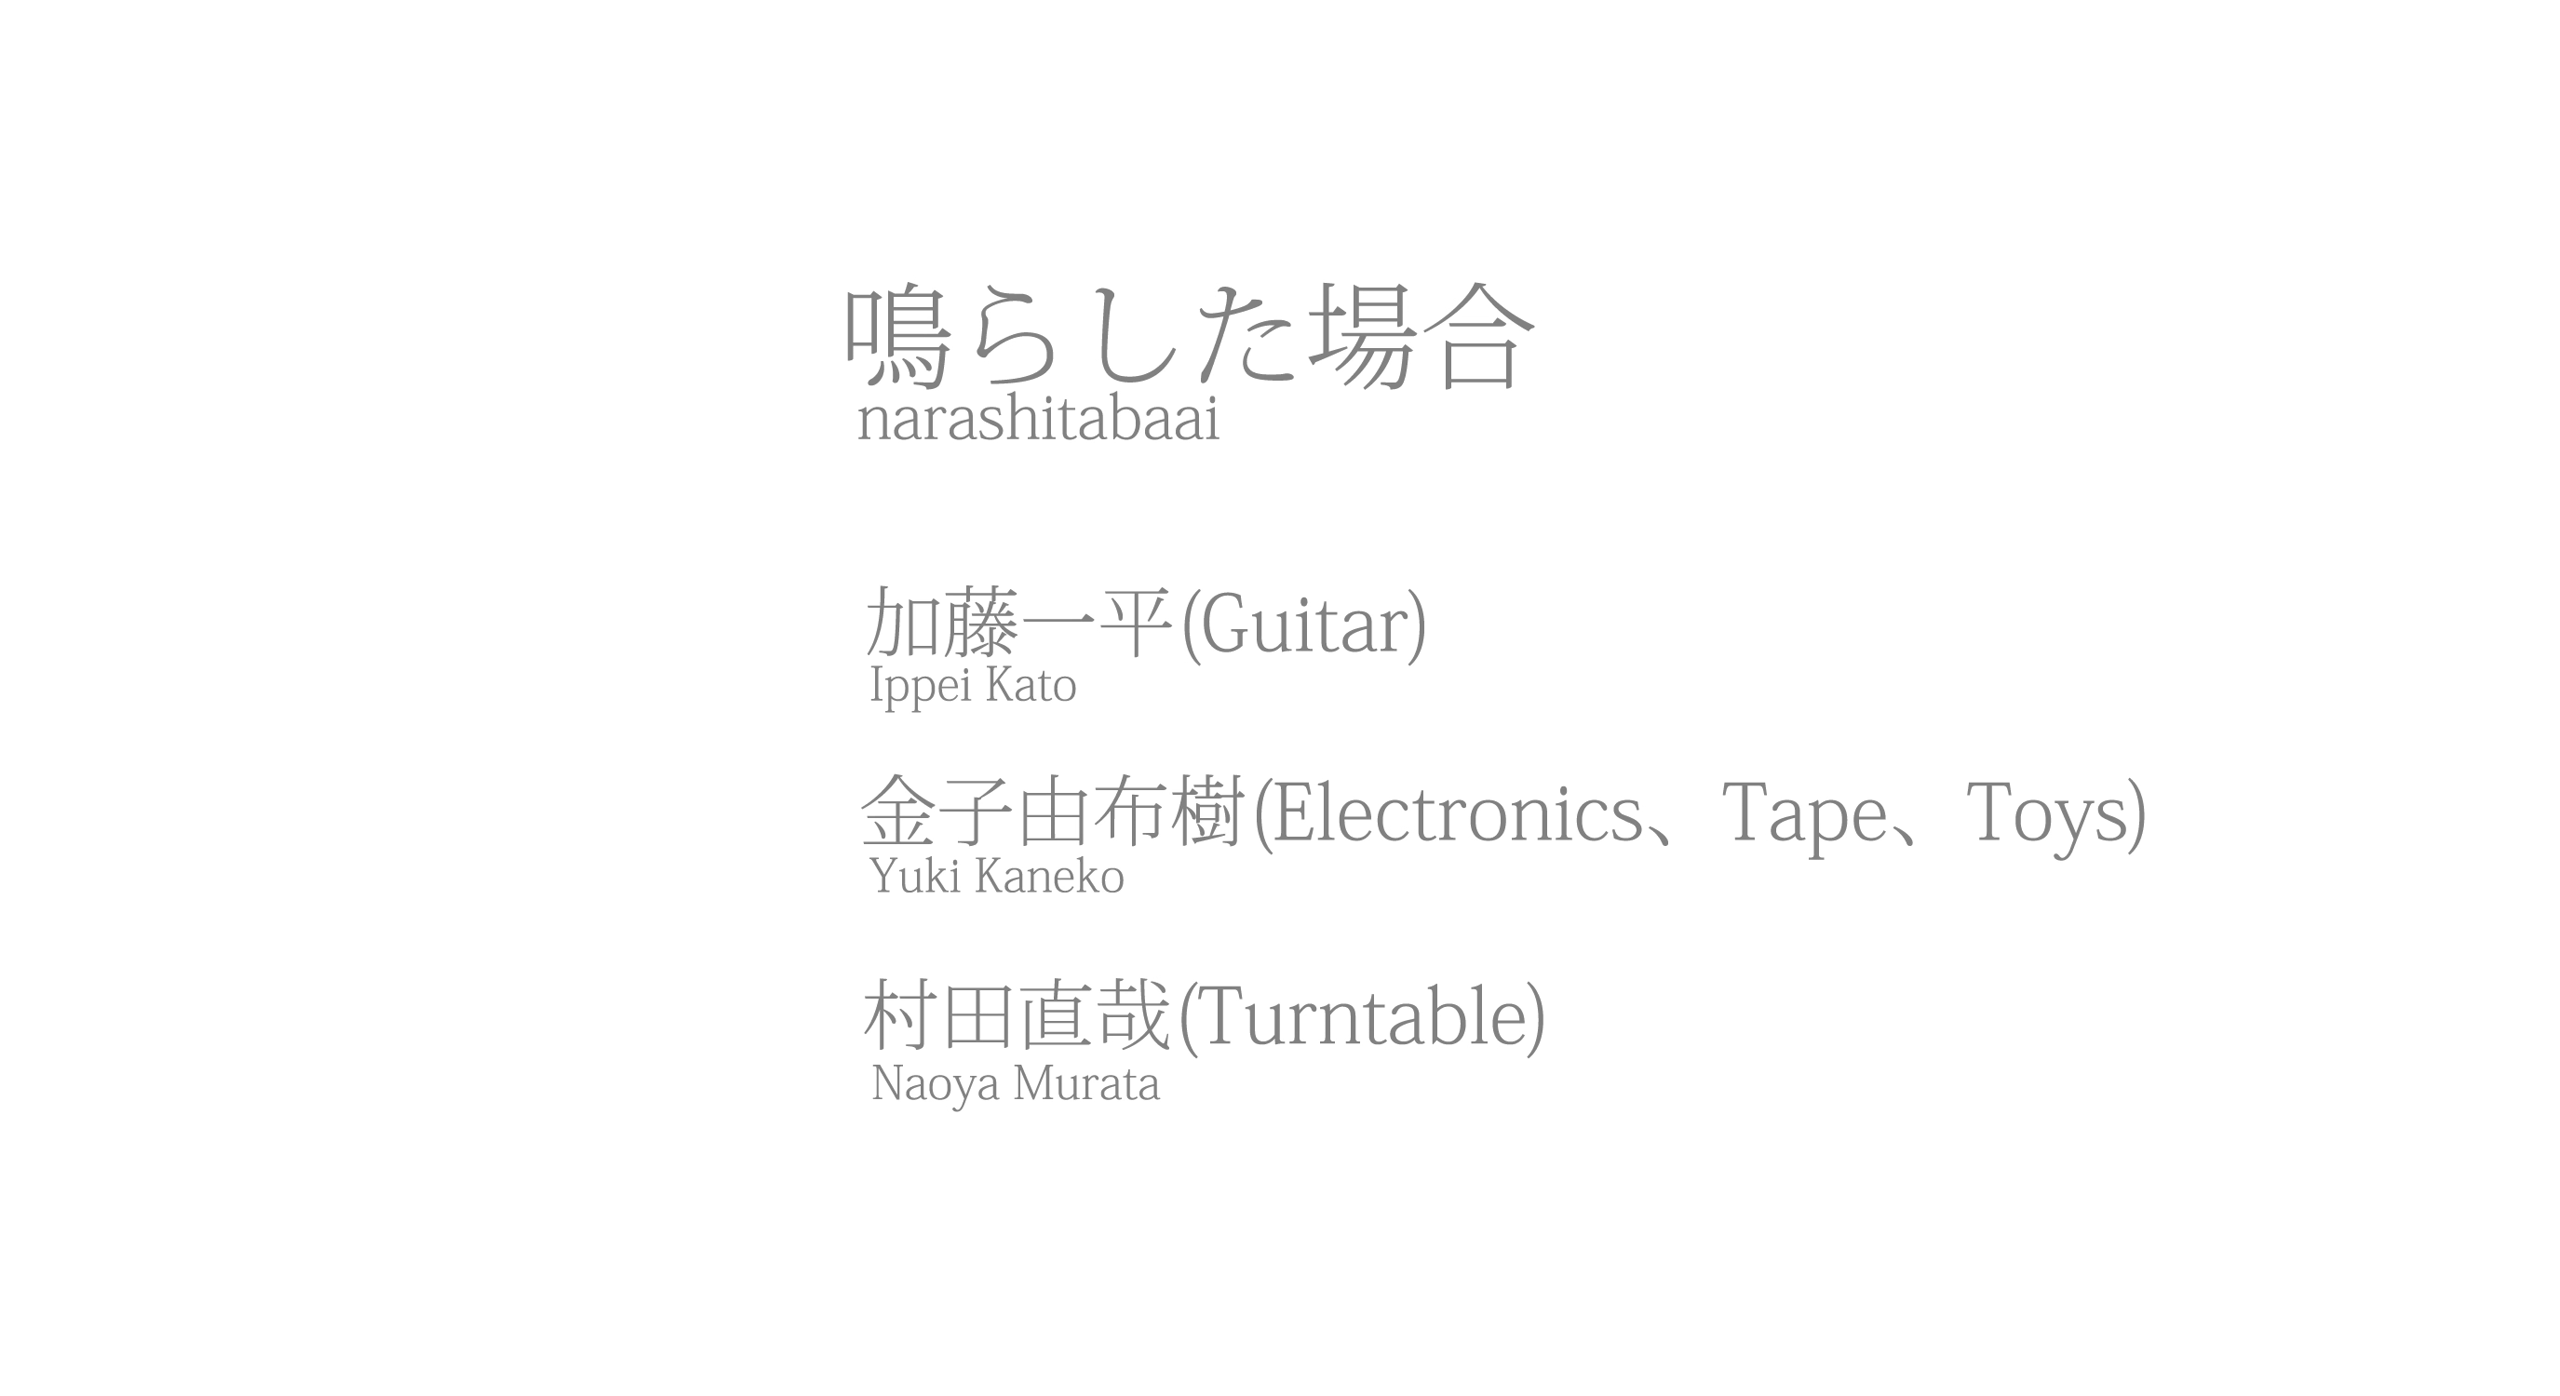 鳴らした場合
narashitabaai
加藤一平(Guitar)
Ippei Kato
金子由布樹(Electronics、Tape、Toys)
Yuki Kaneko
村田直哉(Turntable)
Naoya Murata